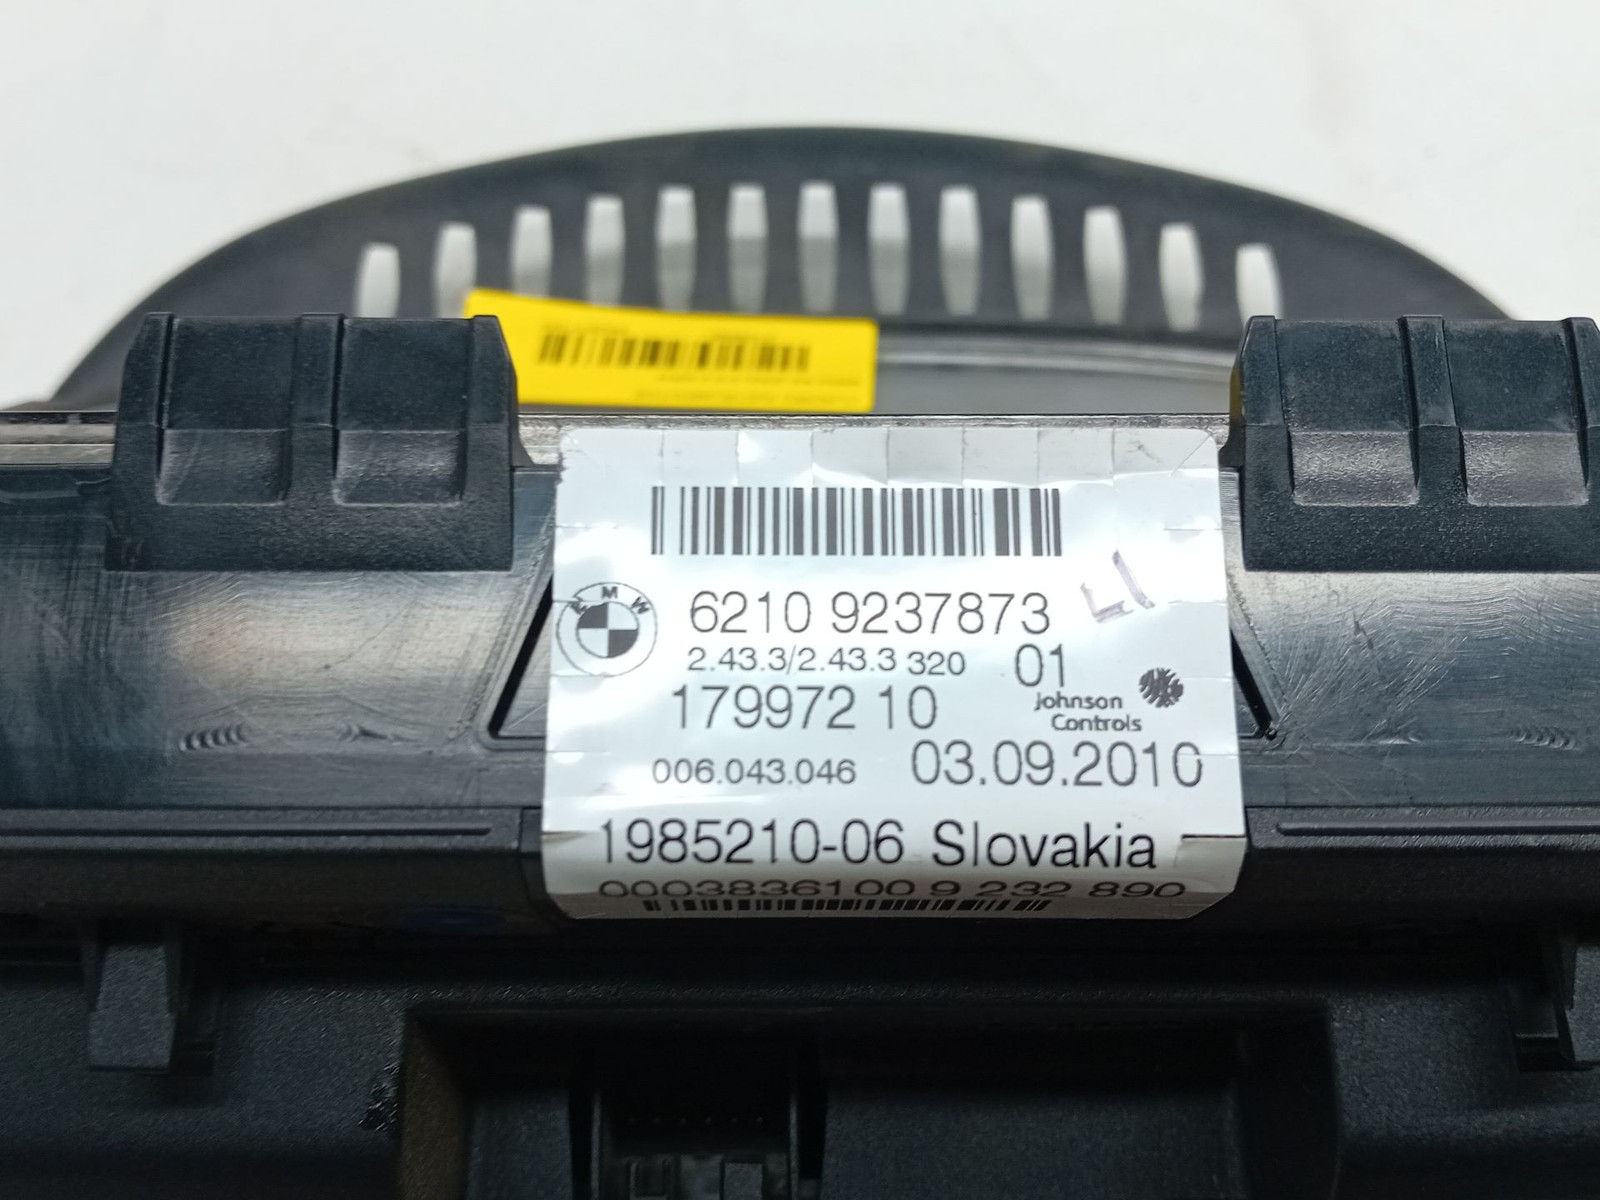 BMW
6210 9237873
2.43.3/2.43.3 320 01
179972 10
Johnson
Controls
006.043.046 03.09.2010
1985210-06 Slovakia
0003836100 9 232 890